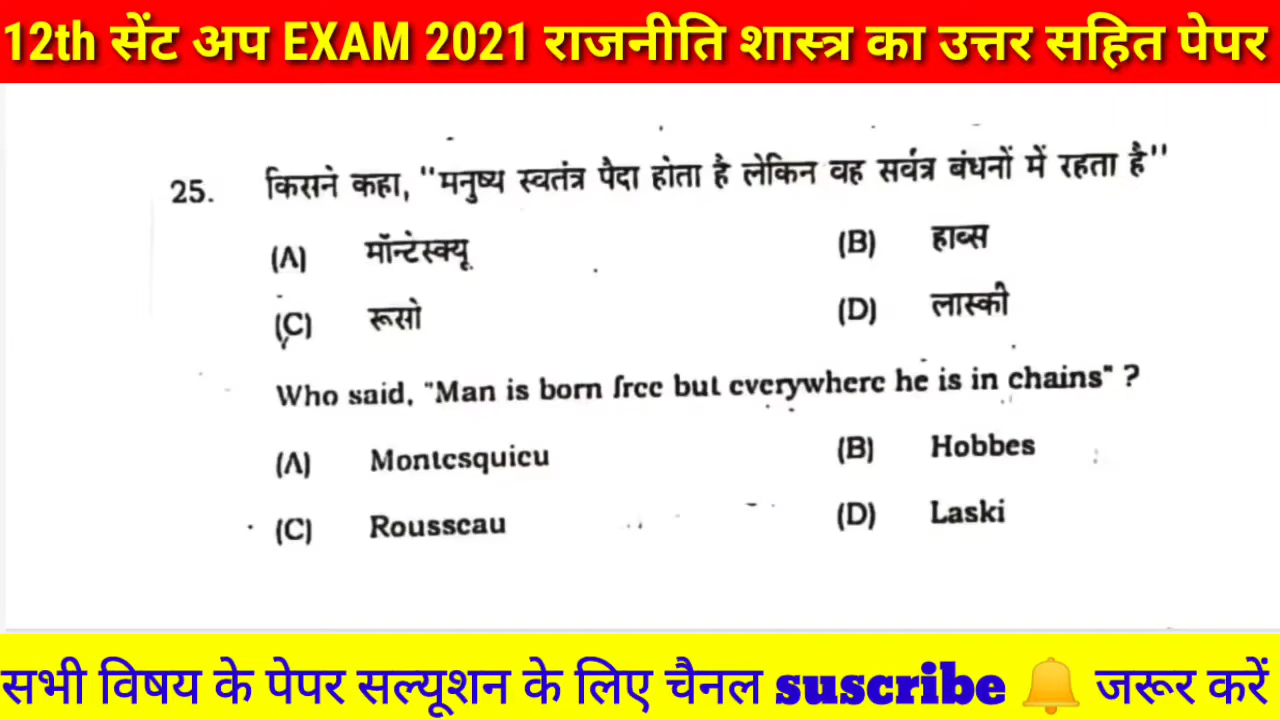 12th सेंट अप EXAM 2021 राजनीति शास्त्र का उत्तर सहित पेपर
25. किसने कहा, "मनुष्य स्वतंत्र पैदा होता है लेकिन वह सर्वत्र बंधनों में रहता है"
(A) मॉन्टेस्क्यू (B) हाब्स
(C) रूसो (D) लास्की
Who said, "Man is born free but everywhere he is in chains" ?
(A) Montesquieu (B) Hobbes
(C) Rousseau (D) Laski
सभी विषय के पेपर सल्यूशन के लिए चैनल suscribe 🔔 जरूर करें